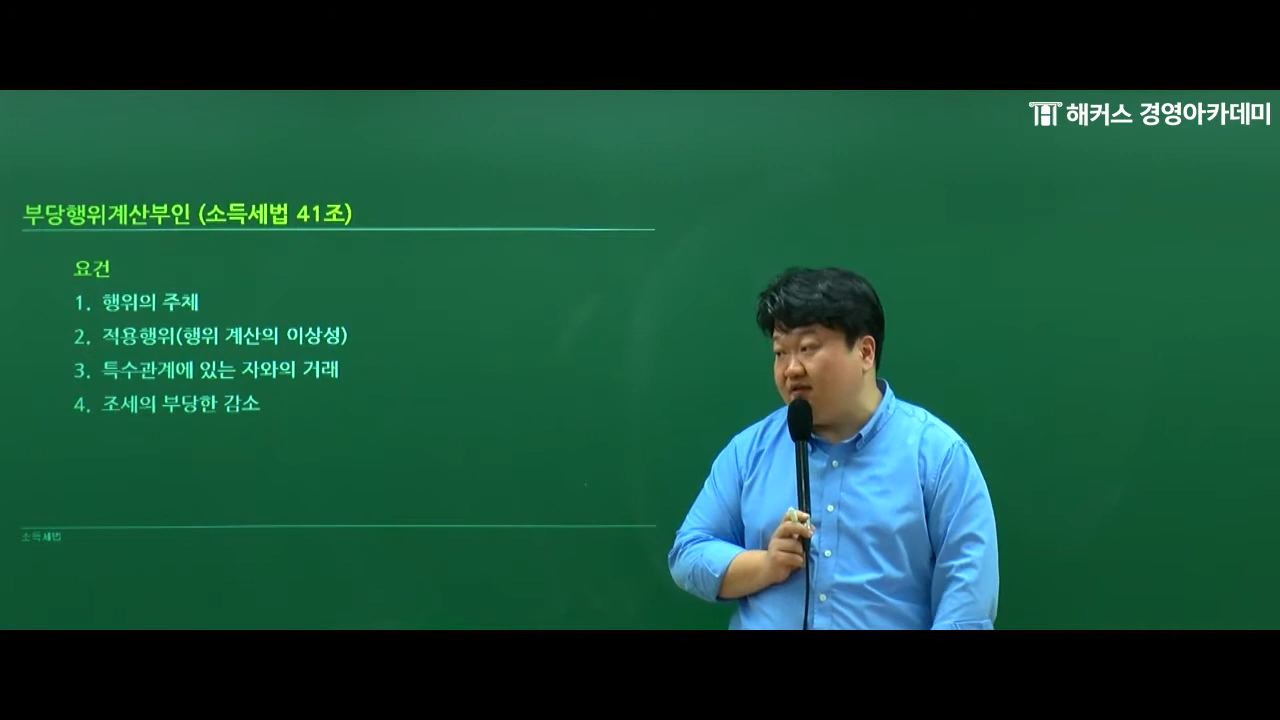 해커스 경영아카데미
부당행위계산부인 (소득세법 41조)
요건
1. 행위의 주체
2. 적용행위(행위 계산의 이상성)
3. 특수관계에 있는 자와의 거래
4. 조세의 부당한 감소
소득세법